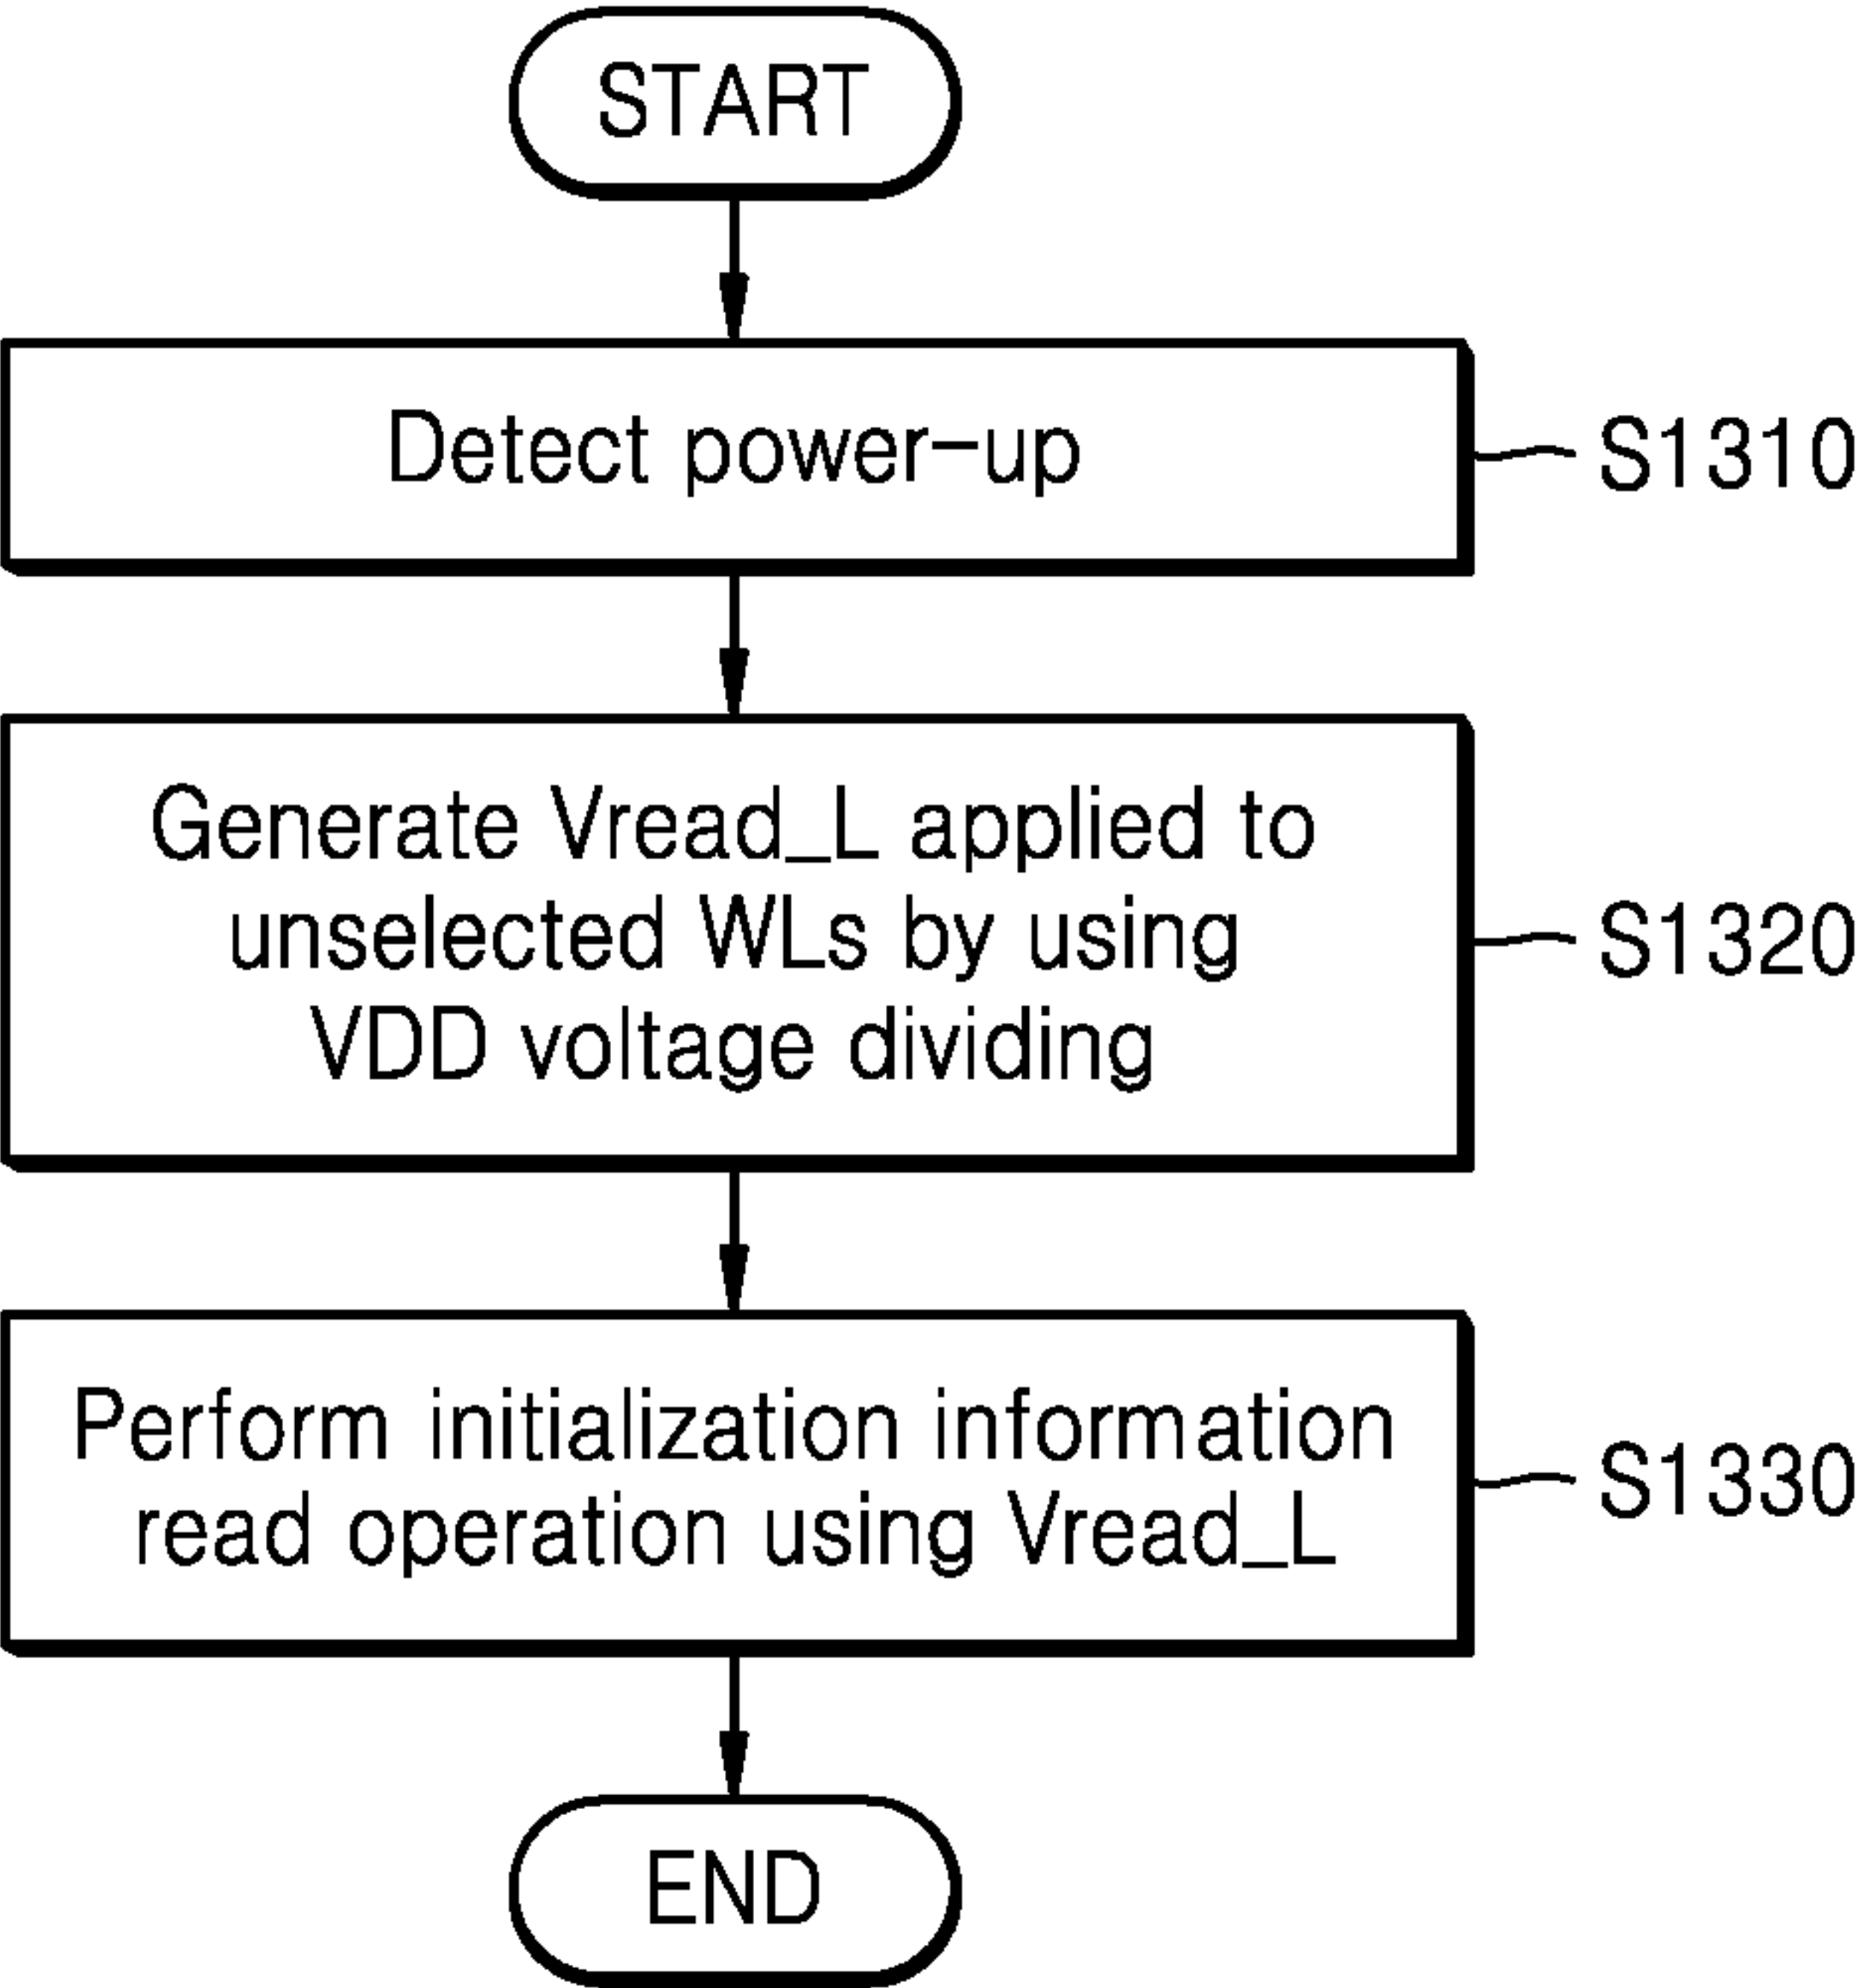 START
Detect power-up
S1310
Generate Vread_L applied to
unselected WLs by using
VDD voltage dividing
S1320
Perform initialization information
read operation using Vread_L
S1330
END